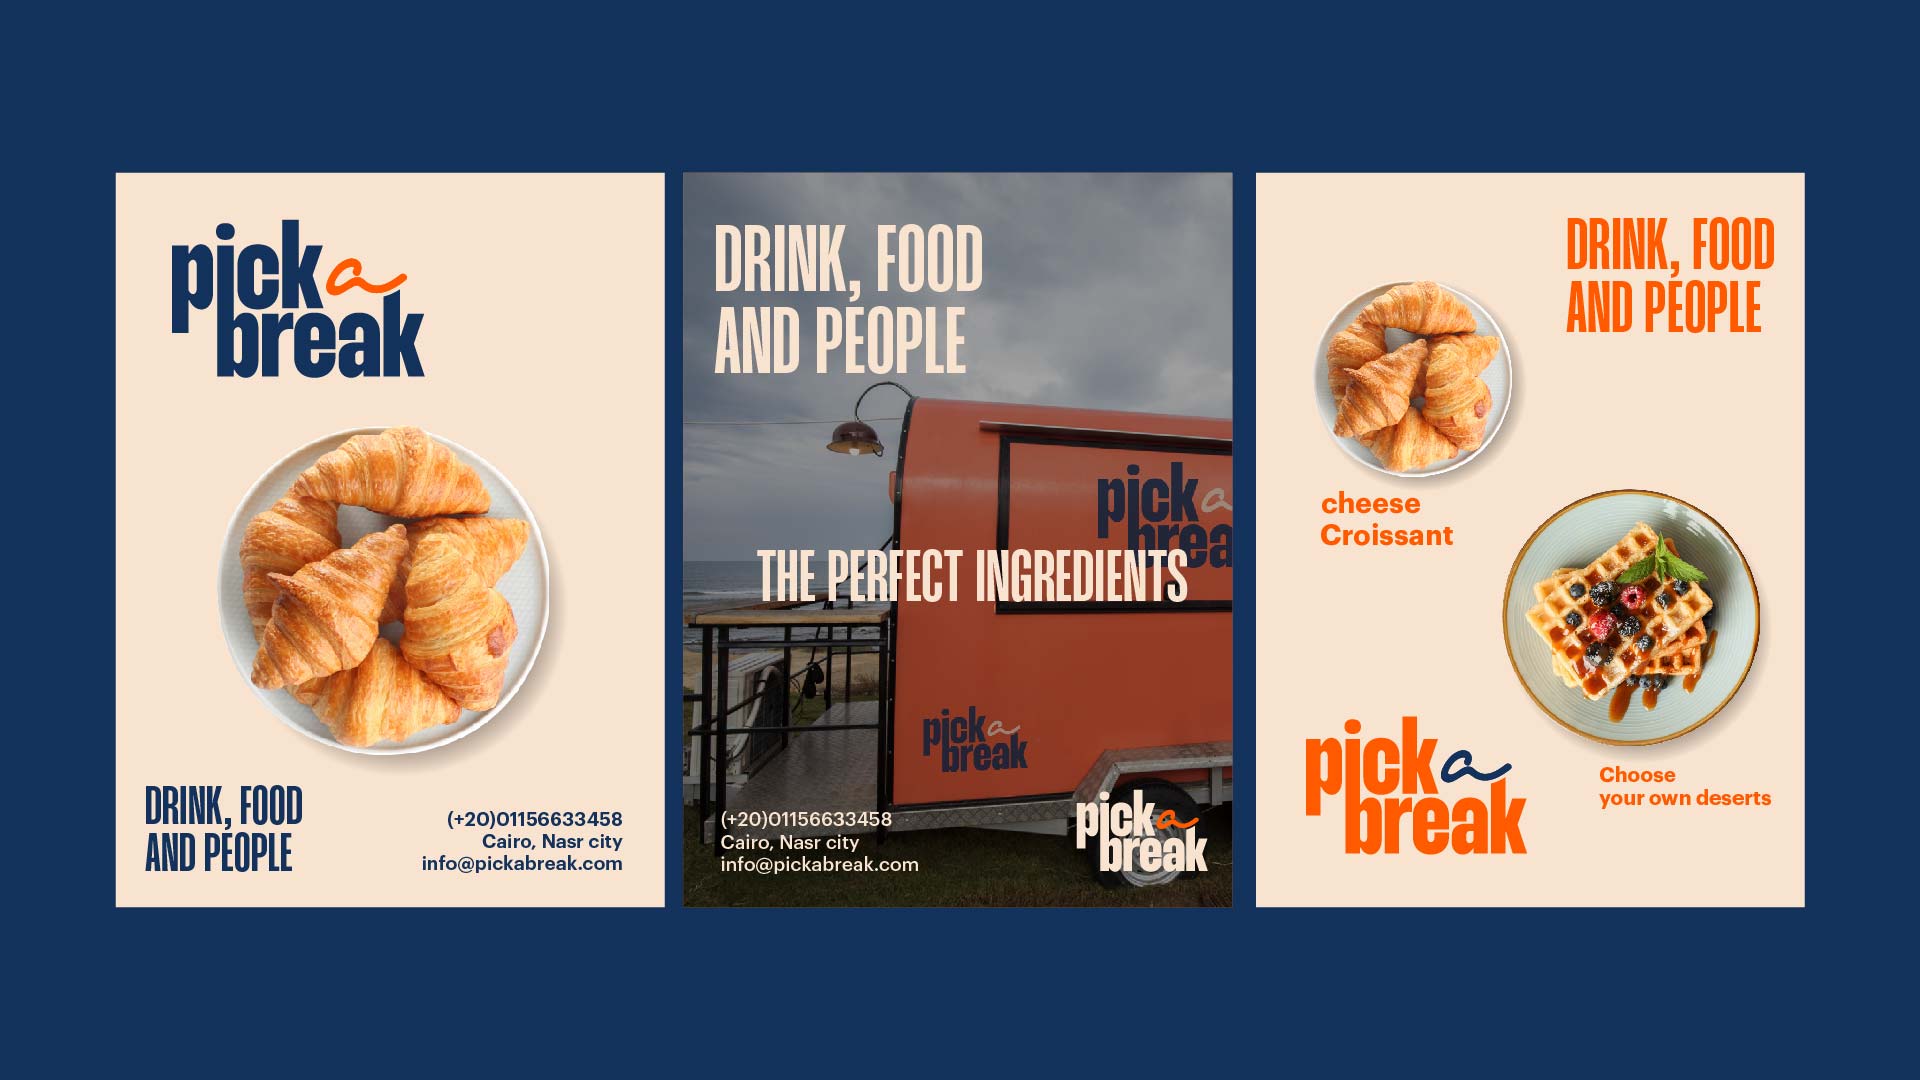 pick a
break
DRINK, FOOD
AND PEOPLE
(+20)01156633458
Cairo, Nasr city
info@pickabreak.com
DRINK, FOOD
AND PEOPLE
pick a
brea
THE PERFECT INGREDIENTS
pick a
break
(+20)01156633458
Cairo, Nasr city
info@pickabreak.com
pick a
break
DRINK, FOOD
AND PEOPLE
cheese
Croissant
Choose
your own deserts
pick a
break